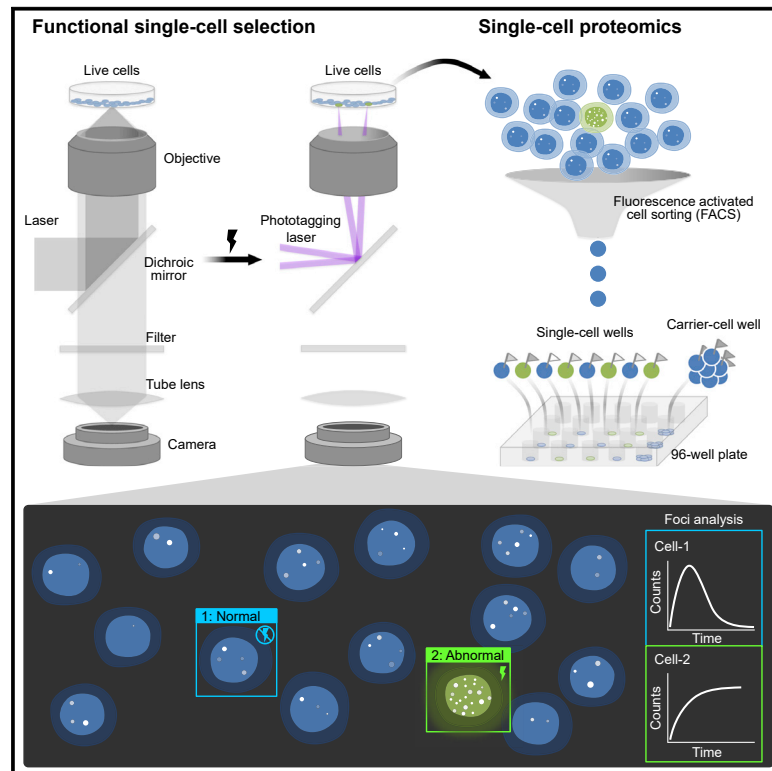 Functional single-cell selection
Single-cell proteomics
Live cells
Live cells
Objective
Fluorescence activated
cell sorting (FACS)
Laser
Phototagging
laser
Dichroic
mirror
Filter
Single-cell wells
Carrier-cell well
Tube lens
Camera
96-well plate
Foci analysis
Cell-1
Counts
Time
1: Normal
2: Abnormal
Cell-2
Counts
Time